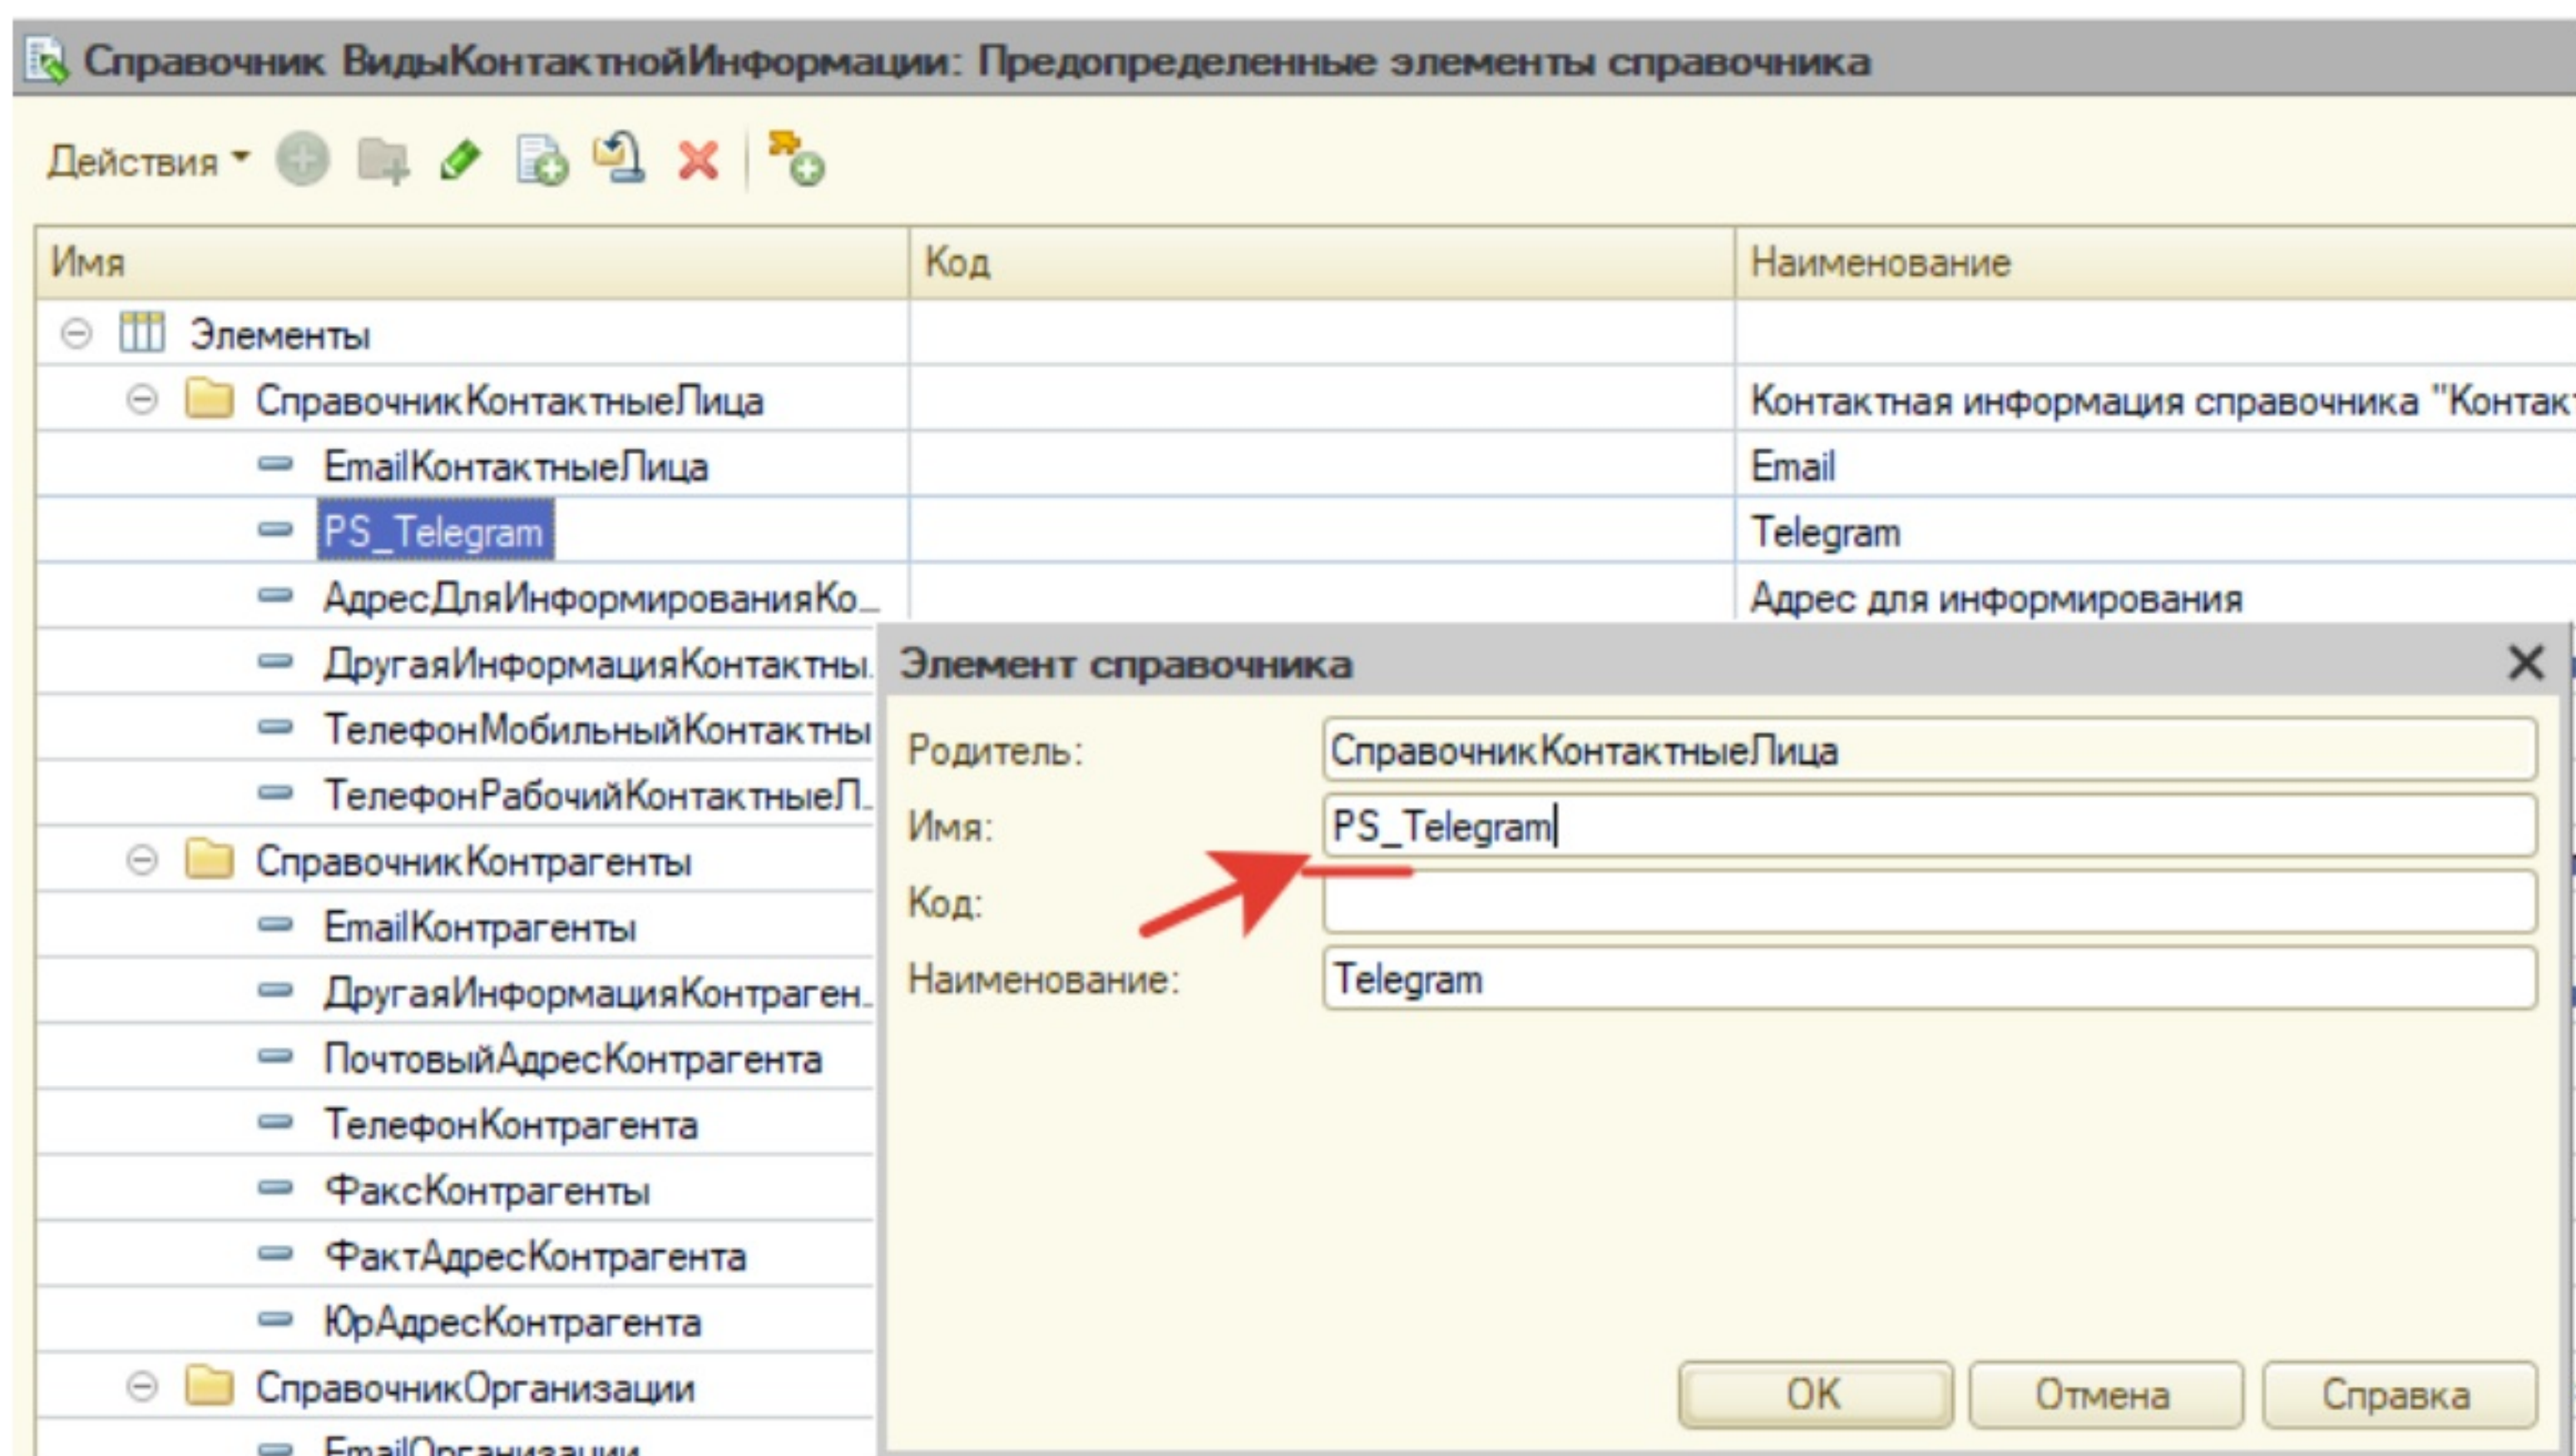 Справочник ВидыКонтактнойИнформации: Предопределенные элементы справочника
Действия
Имя Код Наименование
Элементы
СправочникКонтактныеЛица Контактная информация справочника "Контакт
EmailКонтактныеЛица Email
PS_Telegram Telegram
АдресДляИнформированияКо... Адрес для информирования
ДругаяИнформацияКонтактны.
ТелефонМобильныйКонтактны
ТелефонРабочийКонтактныеЛ...
СправочникКонтрагенты
EmailКонтрагенты
ДругаяИнформацияКонтраген...
ПочтовыйАдресКонтрагента
ТелефонКонтрагента
ФаксКонтрагенты
ФактАдресКонтрагента
ЮрАдресКонтрагента
СправочникОрганизации
EmailОрганизации
Элемент справочника
Родитель: СправочникКонтактныеЛица
Имя: PS_Telegram
Код:
Наименование: Telegram
OK Отмена Справка